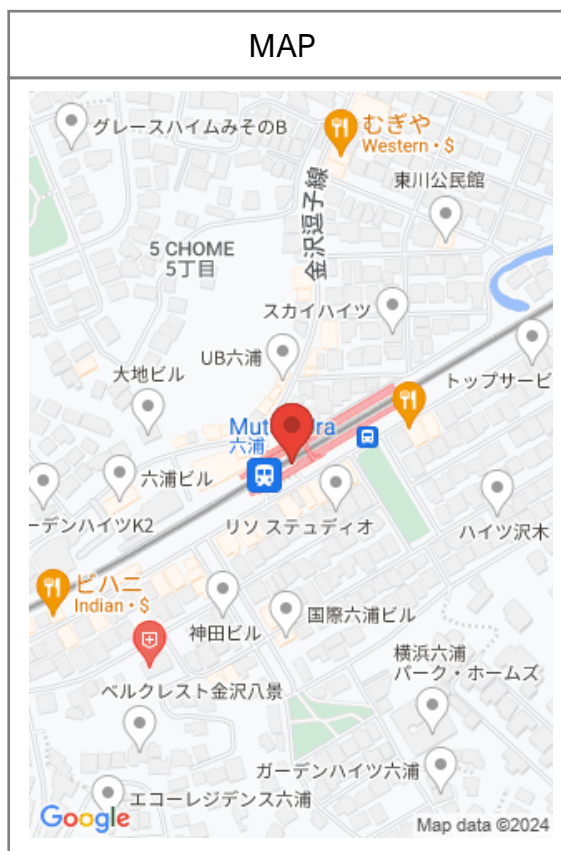 MAP
グレースハイムみそのB
むぎや
Western・$
東川公民館
金沢逗子線
5 CHOME
5丁目
スカイハイツ
UB六浦
大地ビル
トップサービ
六浦
六浦ビル
ーデンハイツK2
リソ ステュディオ
ハイツ沢木
ビハニ
Indian・$
神田ビル
国際六浦ビル
横浜六浦
パーク・ホームズ
ベルクレスト金沢八景
ガーデンハイツ六浦
エコーレジデンス六浦
Google
Map data ©2024